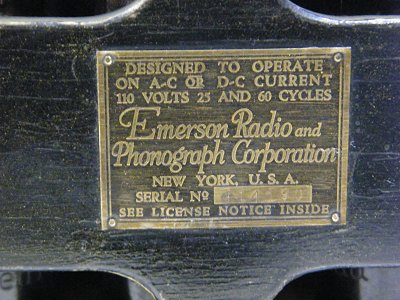 DESIGNED TO OPERATE
ON A-C OR D-C CURRENT
110 VOLTS 25 AND 60 CYCLES
Emerson Radio and
Phonograph Corporation
NEW YORK, U.S.A.
SERIAL Nº
SEE LICENSE NOTICE INSIDE